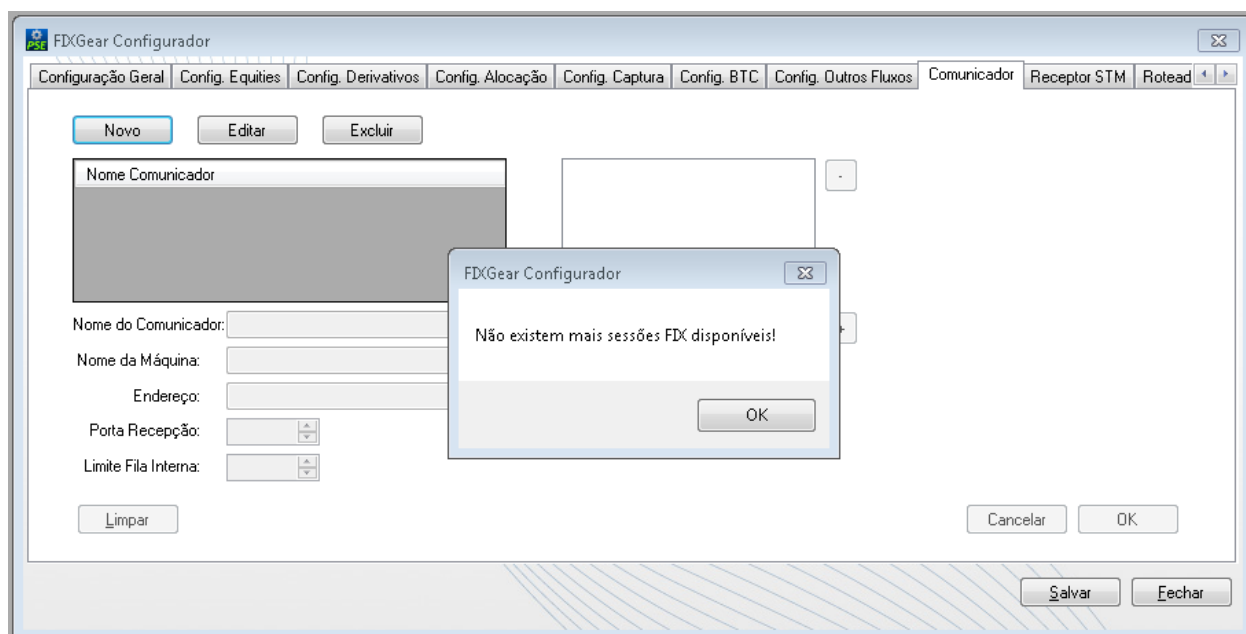 PSE FIXGear Configurador
Configuração Geral Config. Equities Config. Derivativos Config. Alocação Config. Captura Config. BTC Config. Outros Fluxos Comunicador Receptor STM Rotead
Novo Editar Excluir
Nome Comunicador
-
FIXGear Configurador
Não existem mais sessões FIX disponíveis!
OK
Nome do Comunicador:
+
Nome da Máquina:
Endereço:
Porta Recepção:
Limite Fila Interna:
Limpar Cancelar OK
Salvar Fechar